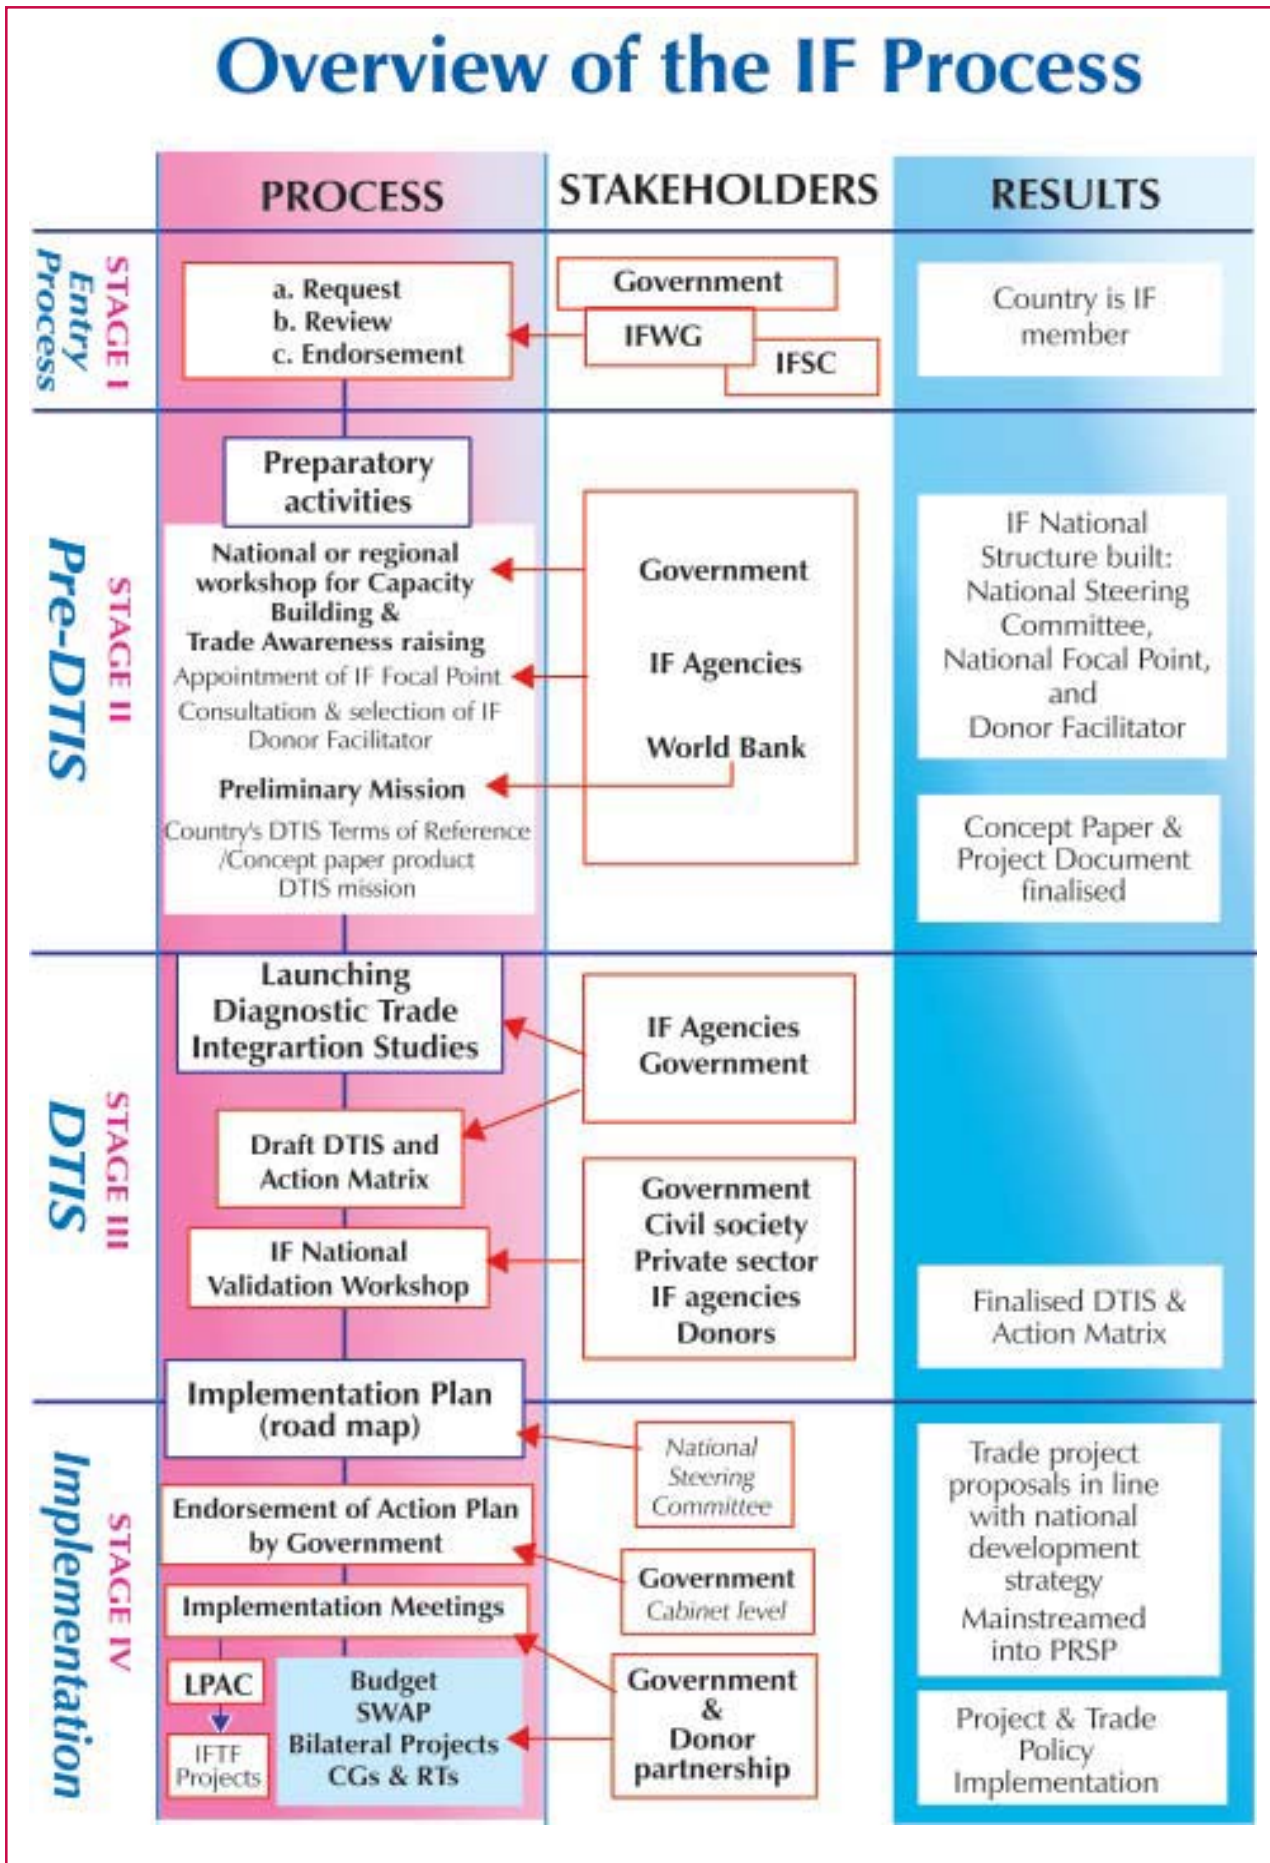 Overview of the IF Process
PROCESS
STAKEHOLDERS
RESULTS
STAGE I
Entry
Process
a. Request
b. Review
c. Endorsement
Government
IFWG
IFSC
Country is IF
member
STAGE II
Pre-DTIS
Preparatory
activities
National or regional
workshop for Capacity
Building &
Trade Awareness raising
Appointment of IF Focal Point
Consultation & selection of IF
Donor Facilitator
Preliminary Mission
Country's DTIS Terms of Reference
/Concept paper product
DTIS mission
Government
IF Agencies
World Bank
IF National
Structure built:
National Steering
Committee,
National Focal Point,
and
Donor Facilitator
Concept Paper &
Project Document
finalised
STAGE III
DTIS
Launching
Diagnostic Trade
Integrartion Studies
Draft DTIS and
Action Matrix
IF National
Validation Workshop
IF Agencies
Government
Government
Civil society
Private sector
IF agencies
Donors
Finalised DTIS &
Action Matrix
STAGE IV
Implementation
Implementation Plan
(road map)
Endorsement of Action Plan
by Government
Implementation Meetings
LPAC
IFTF
Projects
Budget
SWAP
Bilateral Projects
CGs & RTs
National
Steering
Committee
Government
Cabinet level
Government
&
Donor
partnership
Trade project
proposals in line
with national
development
strategy
Mainstreamed
into PRSP
Project & Trade
Policy
Implementation